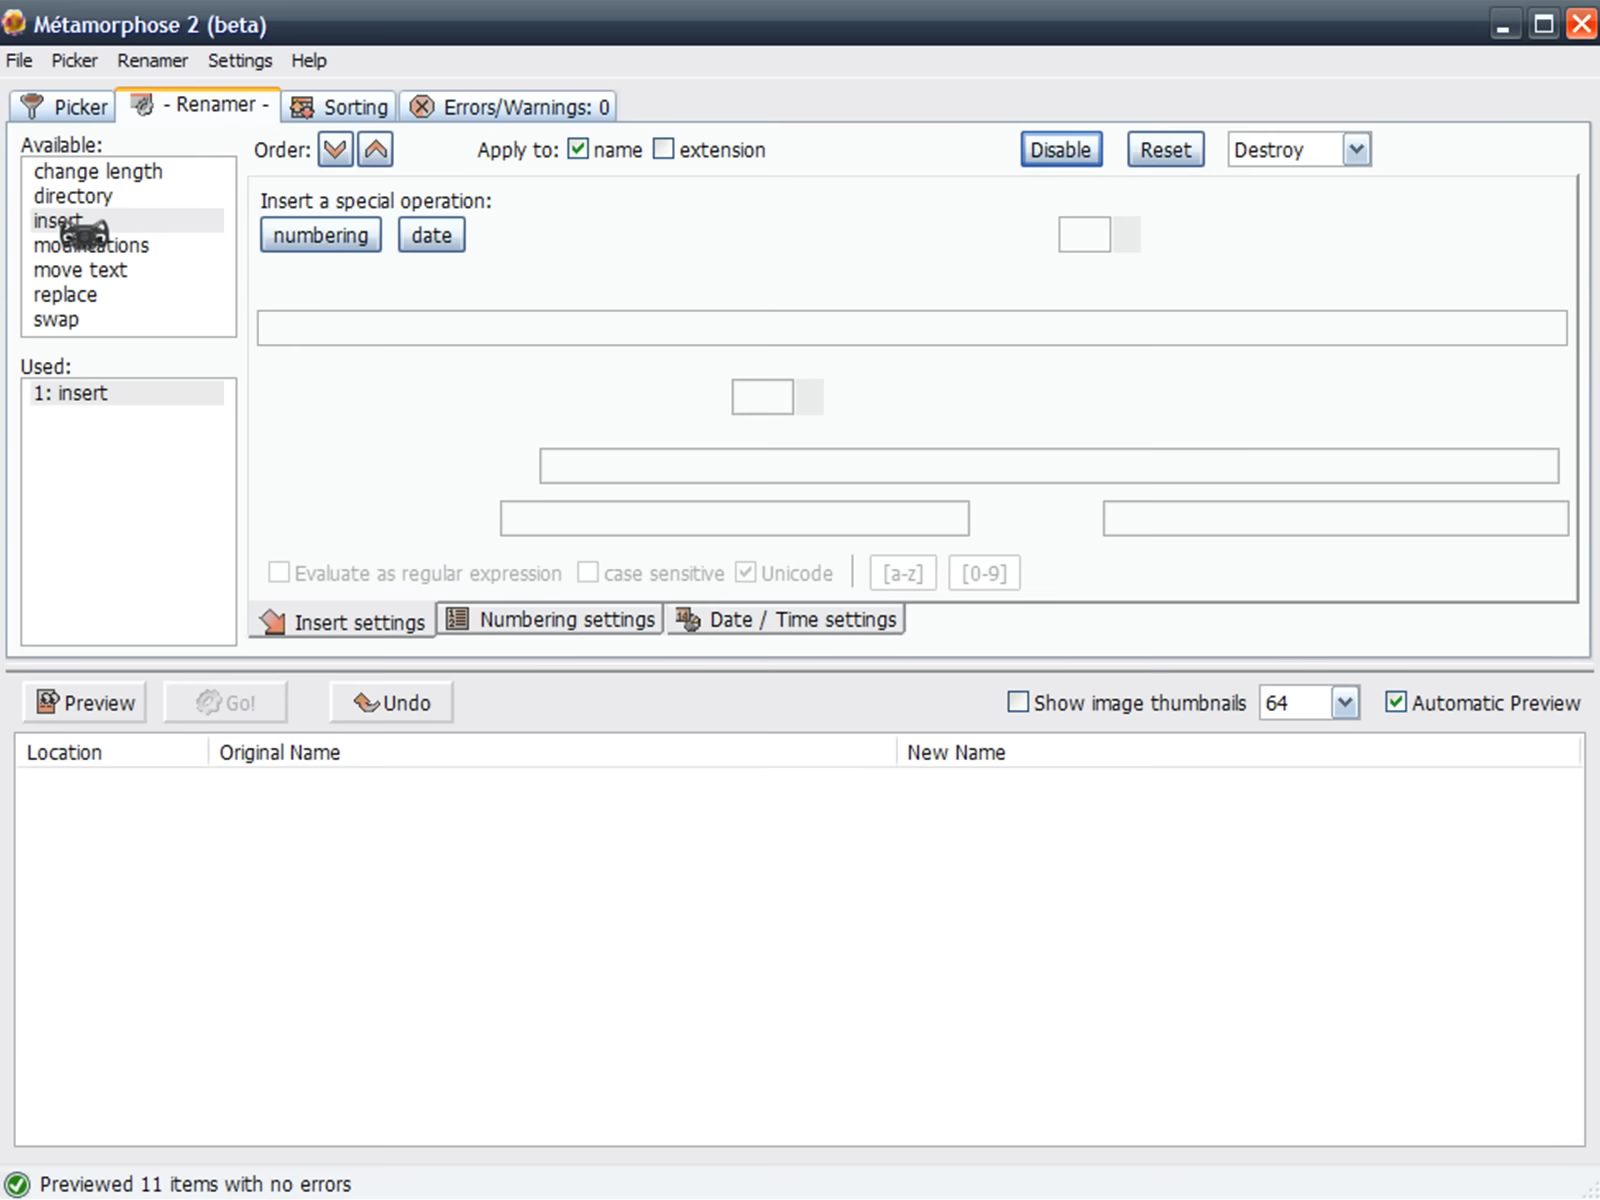 Métamorphose 2 (beta)
File Picker Renamer Settings Help
Picker - Renamer - Sorting Errors/Warnings: 0
Available:
Order: Apply to: name extension Disable Reset Destroy
change length
directory
insert
modifications
move text
replace
swap
Insert a special operation:
numbering date
Used:
1: insert
Evaluate as regular expression case sensitive Unicode [a-z] [0-9]
Insert settings Numbering settings Date / Time settings
Preview Go! Undo Show image thumbnails 64 Automatic Preview
Location Original Name New Name
Previewed 11 items with no errors